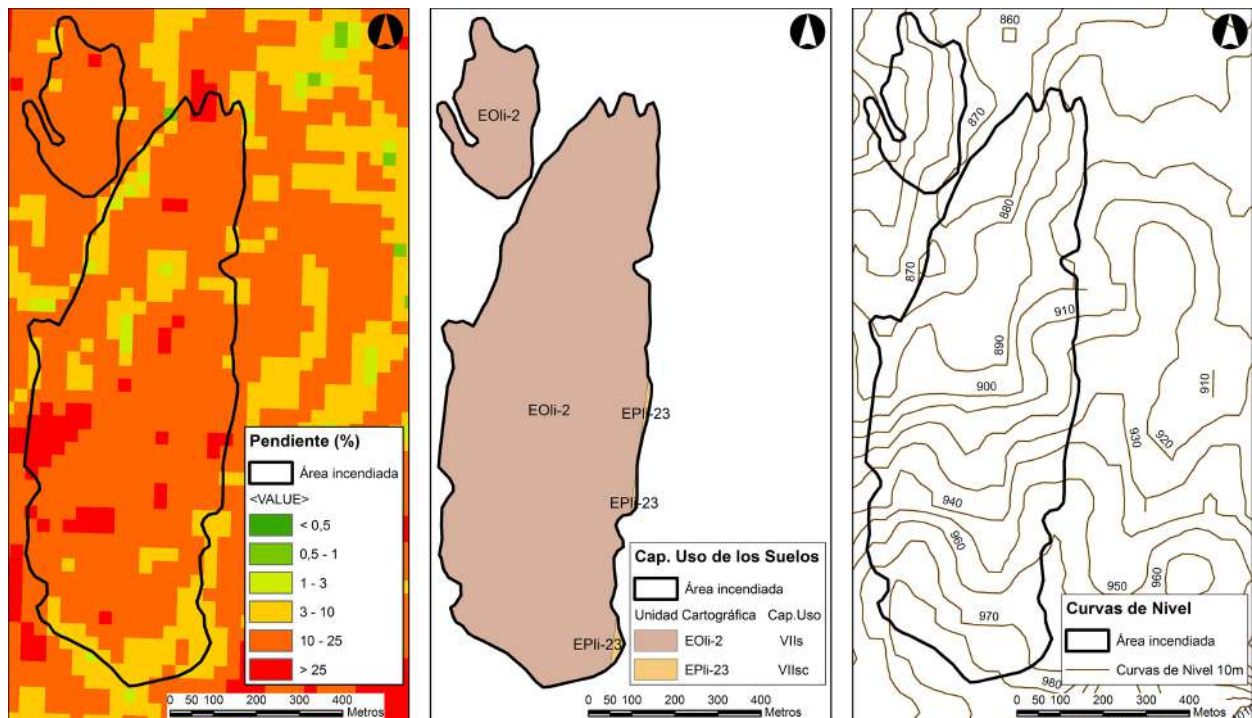 Pendiente (%)
Área incendiada
<VALUE>
< 0,5
0,5 - 1
1 - 3
3 - 10
10 - 25
> 25
0 50 100 200 300 400
Metros
EOli-2
EOli-2
EPli-23
EPli-23
EPli-23
Cap. Uso de los Suelos
Área incendiada
Unidad Cartográfica Cap.Uso
EOli-2 VIIs
EPli-23 VIIsc
0 50 100 200 300 400
Metros
860
870
880
870
910
890
900
910
920
930
940
960
950
960
970
980
Curvas de Nivel
Área incendiada
Curvas de Nivel 10m
0 50 100 200 300 400
Metos